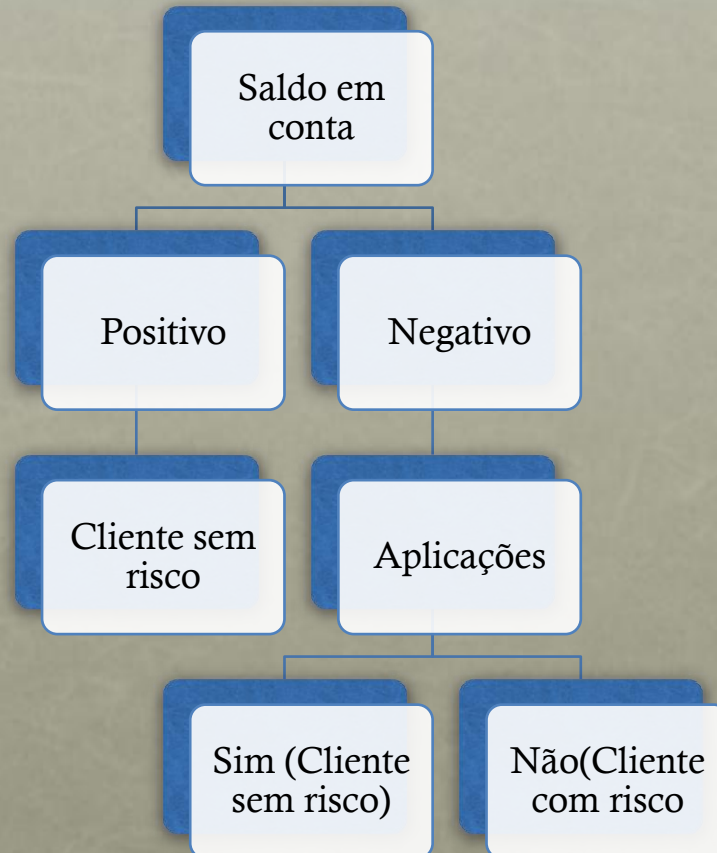 Saldo em
conta
Positivo
Negativo
Cliente sem
risco
Aplicações
Sim (Cliente
sem risco)
Não(Cliente
com risco